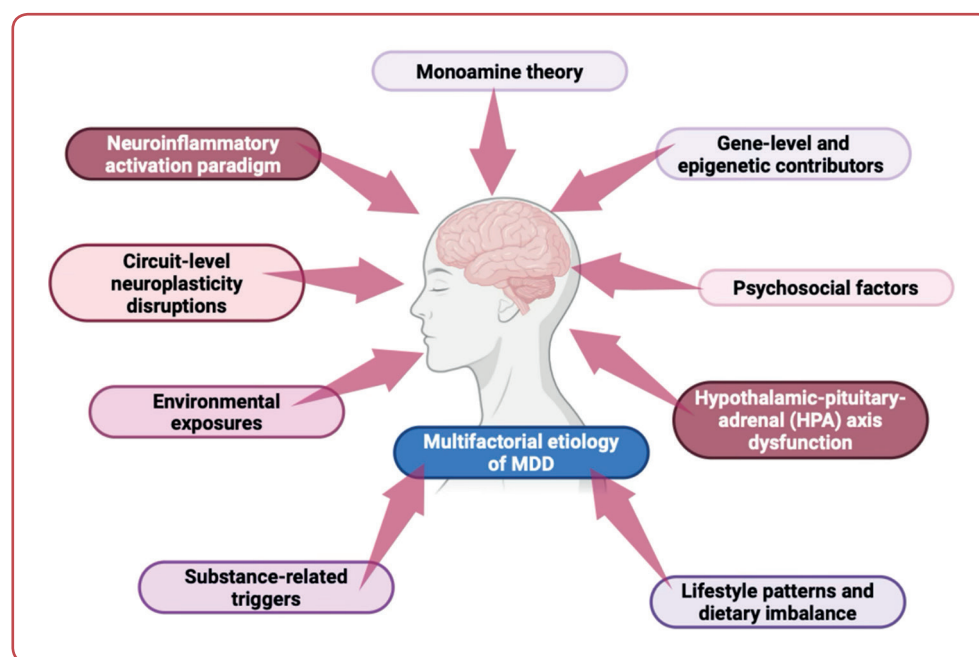 Monoamine theory
Neuroinflammatory
activation paradigm
Gene-level and
epigenetic contributors
Circuit-level
neuroplasticity
disruptions
Psychosocial factors
Environmental
exposures
Hypothalamic-pituitary-
adrenal (HPA) axis
dysfunction
Multifactorial etiology
of MDD
Substance-related
triggers
Lifestyle patterns and
dietary imbalance